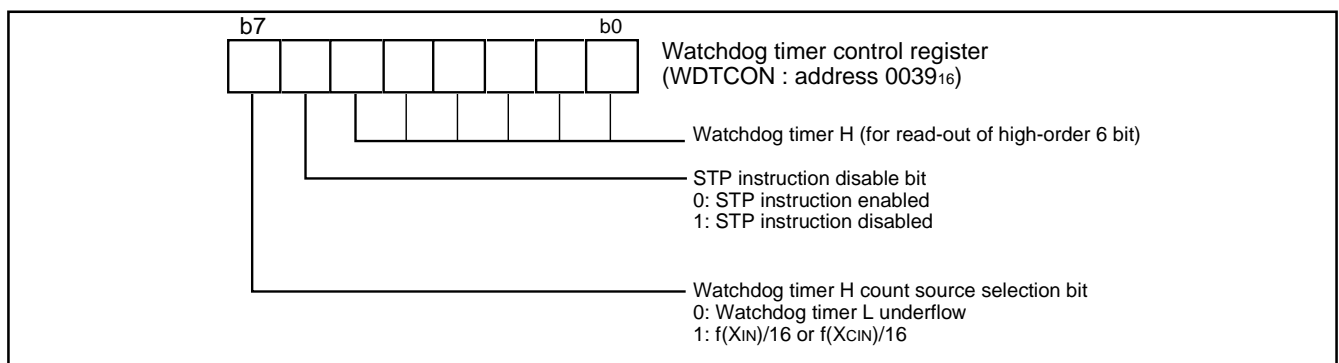 b7 b0
Watchdog timer control register
(WDTCON : address 003916)
Watchdog timer H (for read-out of high-order 6 bit)
STP instruction disable bit
0: STP instruction enabled
1: STP instruction disabled
Watchdog timer H count source selection bit
0: Watchdog timer L underflow
1: f(XIN)/16 or f(XCIN)/16